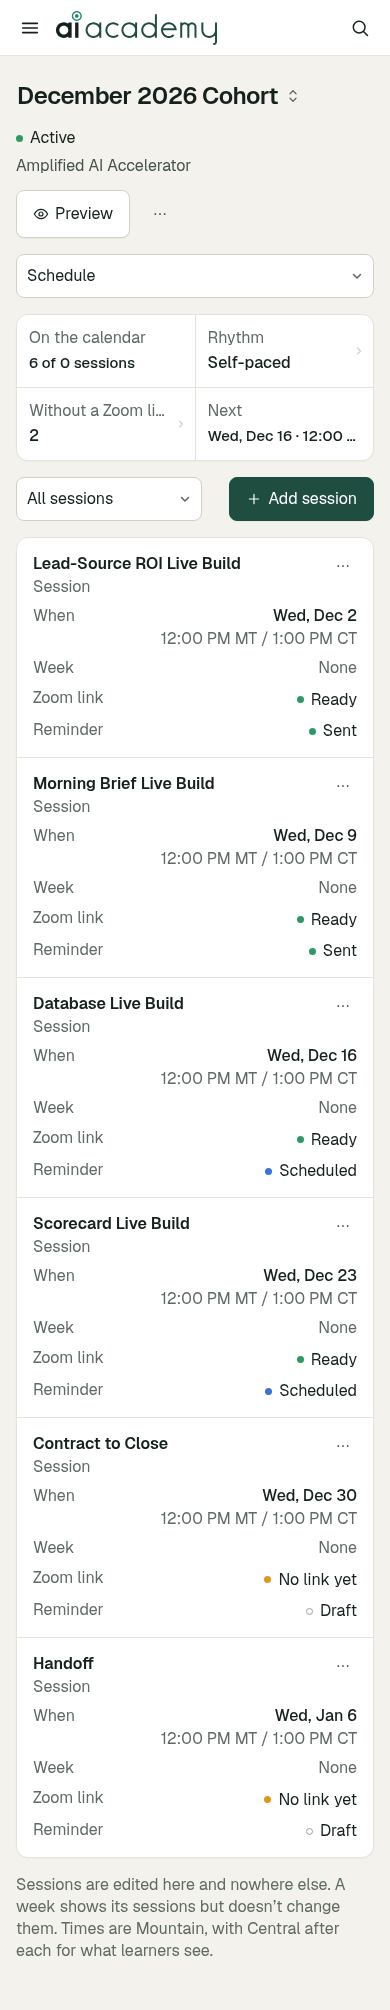 ai academy
December 2026 Cohort
Active
Amplified AI Accelerator
Preview
...
Schedule
On the calendar
6 of 0 sessions
Rhythm
Self-paced
Without a Zoom li...
2
Next
Wed, Dec 16 · 12:00 ...
All sessions
+ Add session
Lead-Source ROI Live Build ...
Session
When Wed, Dec 2
12:00 PM MT / 1:00 PM CT
Week None
Zoom link Ready
Reminder Sent
Morning Brief Live Build ...
Session
When Wed, Dec 9
12:00 PM MT / 1:00 PM CT
Week None
Zoom link Ready
Reminder Sent
Database Live Build ...
Session
When Wed, Dec 16
12:00 PM MT / 1:00 PM CT
Week None
Zoom link Ready
Reminder Scheduled
Scorecard Live Build ...
Session
When Wed, Dec 23
12:00 PM MT / 1:00 PM CT
Week None
Zoom link Ready
Reminder Scheduled
Contract to Close ...
Session
When Wed, Dec 30
12:00 PM MT / 1:00 PM CT
Week None
Zoom link No link yet
Reminder Draft
Handoff ...
Session
When Wed, Jan 6
12:00 PM MT / 1:00 PM CT
Week None
Zoom link No link yet
Reminder Draft
Sessions are edited here and nowhere else. A
week shows its sessions but doesn’t change
them. Times are Mountain, with Central after
each for what learners see.